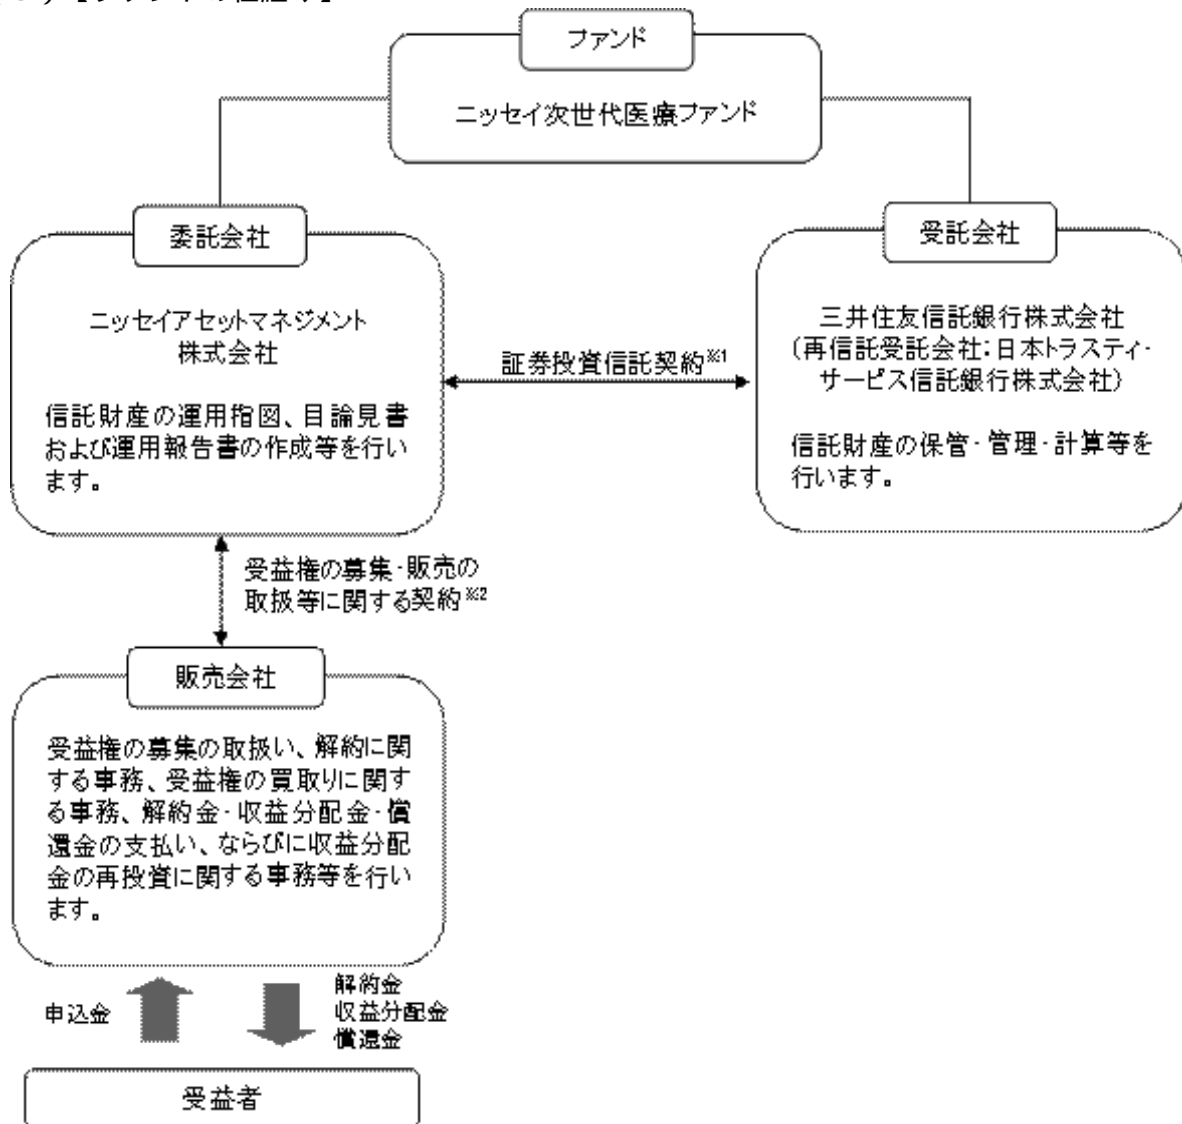 【ファンドの仕組み】
ファンド
ニッセイ次世代医療ファンド
委託会社
ニッセイアセットマネジメント
株式会社
信託財産の運用指図、目論見書
および運用報告書の作成等を行い
ます。
証券投資信託契約※1
受託会社
三井住友信託銀行株式会社
(再信託受託会社:日本トラスティ・
サービス信託銀行株式会社)
信託財産の保管・管理・計算等を
行います。
受益権の募集・販売の
取扱等に関する契約※2
販売会社
受益権の募集の取扱い、解約に関
する事務、受益権の買取りに関す
る事務、解約金・収益分配金・償
還金の支払い、ならびに収益分配
金の再投資に関する事務等を行い
ます。
申込金
解約金
収益分配金
償還金
受益者